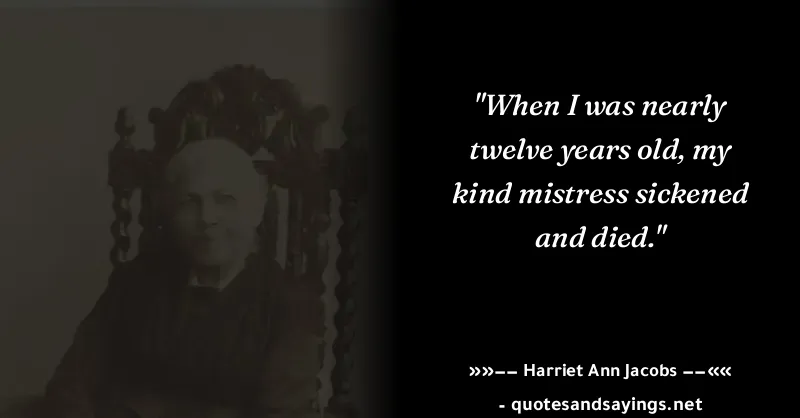 "When I was nearly
twelve years old, my
kind mistress sickened
and died."
»»-- Harriet Ann Jacobs --««
- quotesandsayings.net